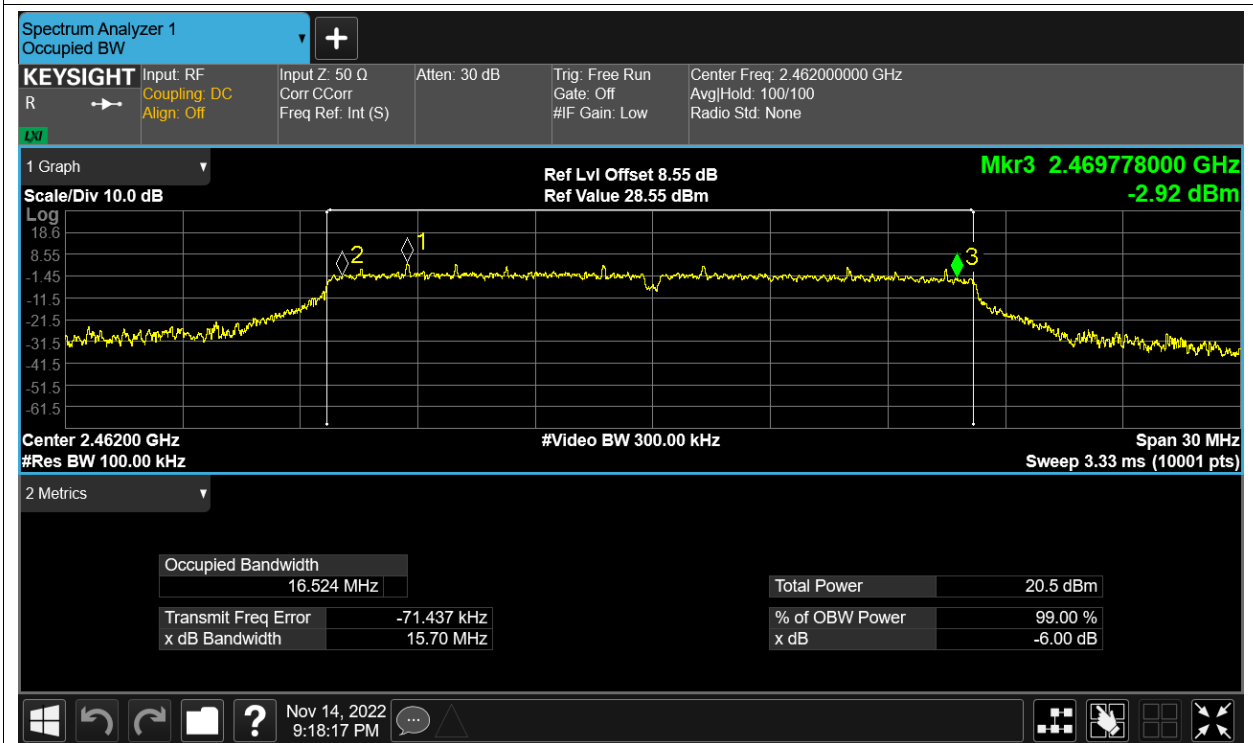 Spectrum Analyzer 1
Occupied BW
KEYSIGHT
R
LXI
Input: RF
Coupling: DC
Align: Off
Input Z: 50 Ω
Corr CCorr
Freq Ref: Int (S)
Atten: 30 dB
Trig: Free Run
Gate: Off
#IF Gain: Low
Center Freq: 2.462000000 GHz
Avg|Hold: 100/100
Radio Std: None
1 Graph
Scale/Div 10.0 dB
Ref Lvl Offset 8.55 dB
Ref Value 28.55 dBm
Mkr3 2.469778000 GHz
-2.92 dBm
Log
18.6
8.55
-1.45
-11.5
-21.5
-31.5
-41.5
-51.5
-61.5
2
1
3
Center 2.46200 GHz
#Res BW 100.00 kHz
#Video BW 300.00 kHz
Span 30 MHz
Sweep 3.33 ms (10001 pts)
2 Metrics
Occupied Bandwidth
16.524 MHz
Transmit Freq Error -71.437 kHz
x dB Bandwidth 15.70 MHz
Total Power 20.5 dBm
% of OBW Power 99.00 %
x dB -6.00 dB
?
Nov 14, 2022
9:18:17 PM